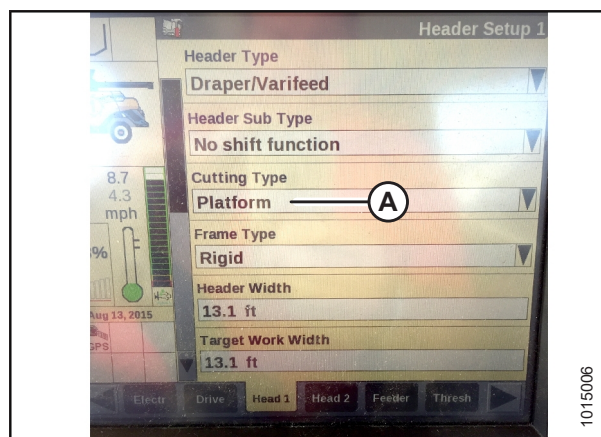 Header Setup 1
Header Type
Draper/Varifeed
Header Sub Type
No shift function
Cutting Type
Platform
A
Frame Type
Rigid
Header Width
13.1 ft
Target Work Width
13.1 ft
8.7
4.3
mph
%
Aug 13, 2015
GPS
Electr
Drive
Head 1
Head 2
Feeder
Thresh
1015006